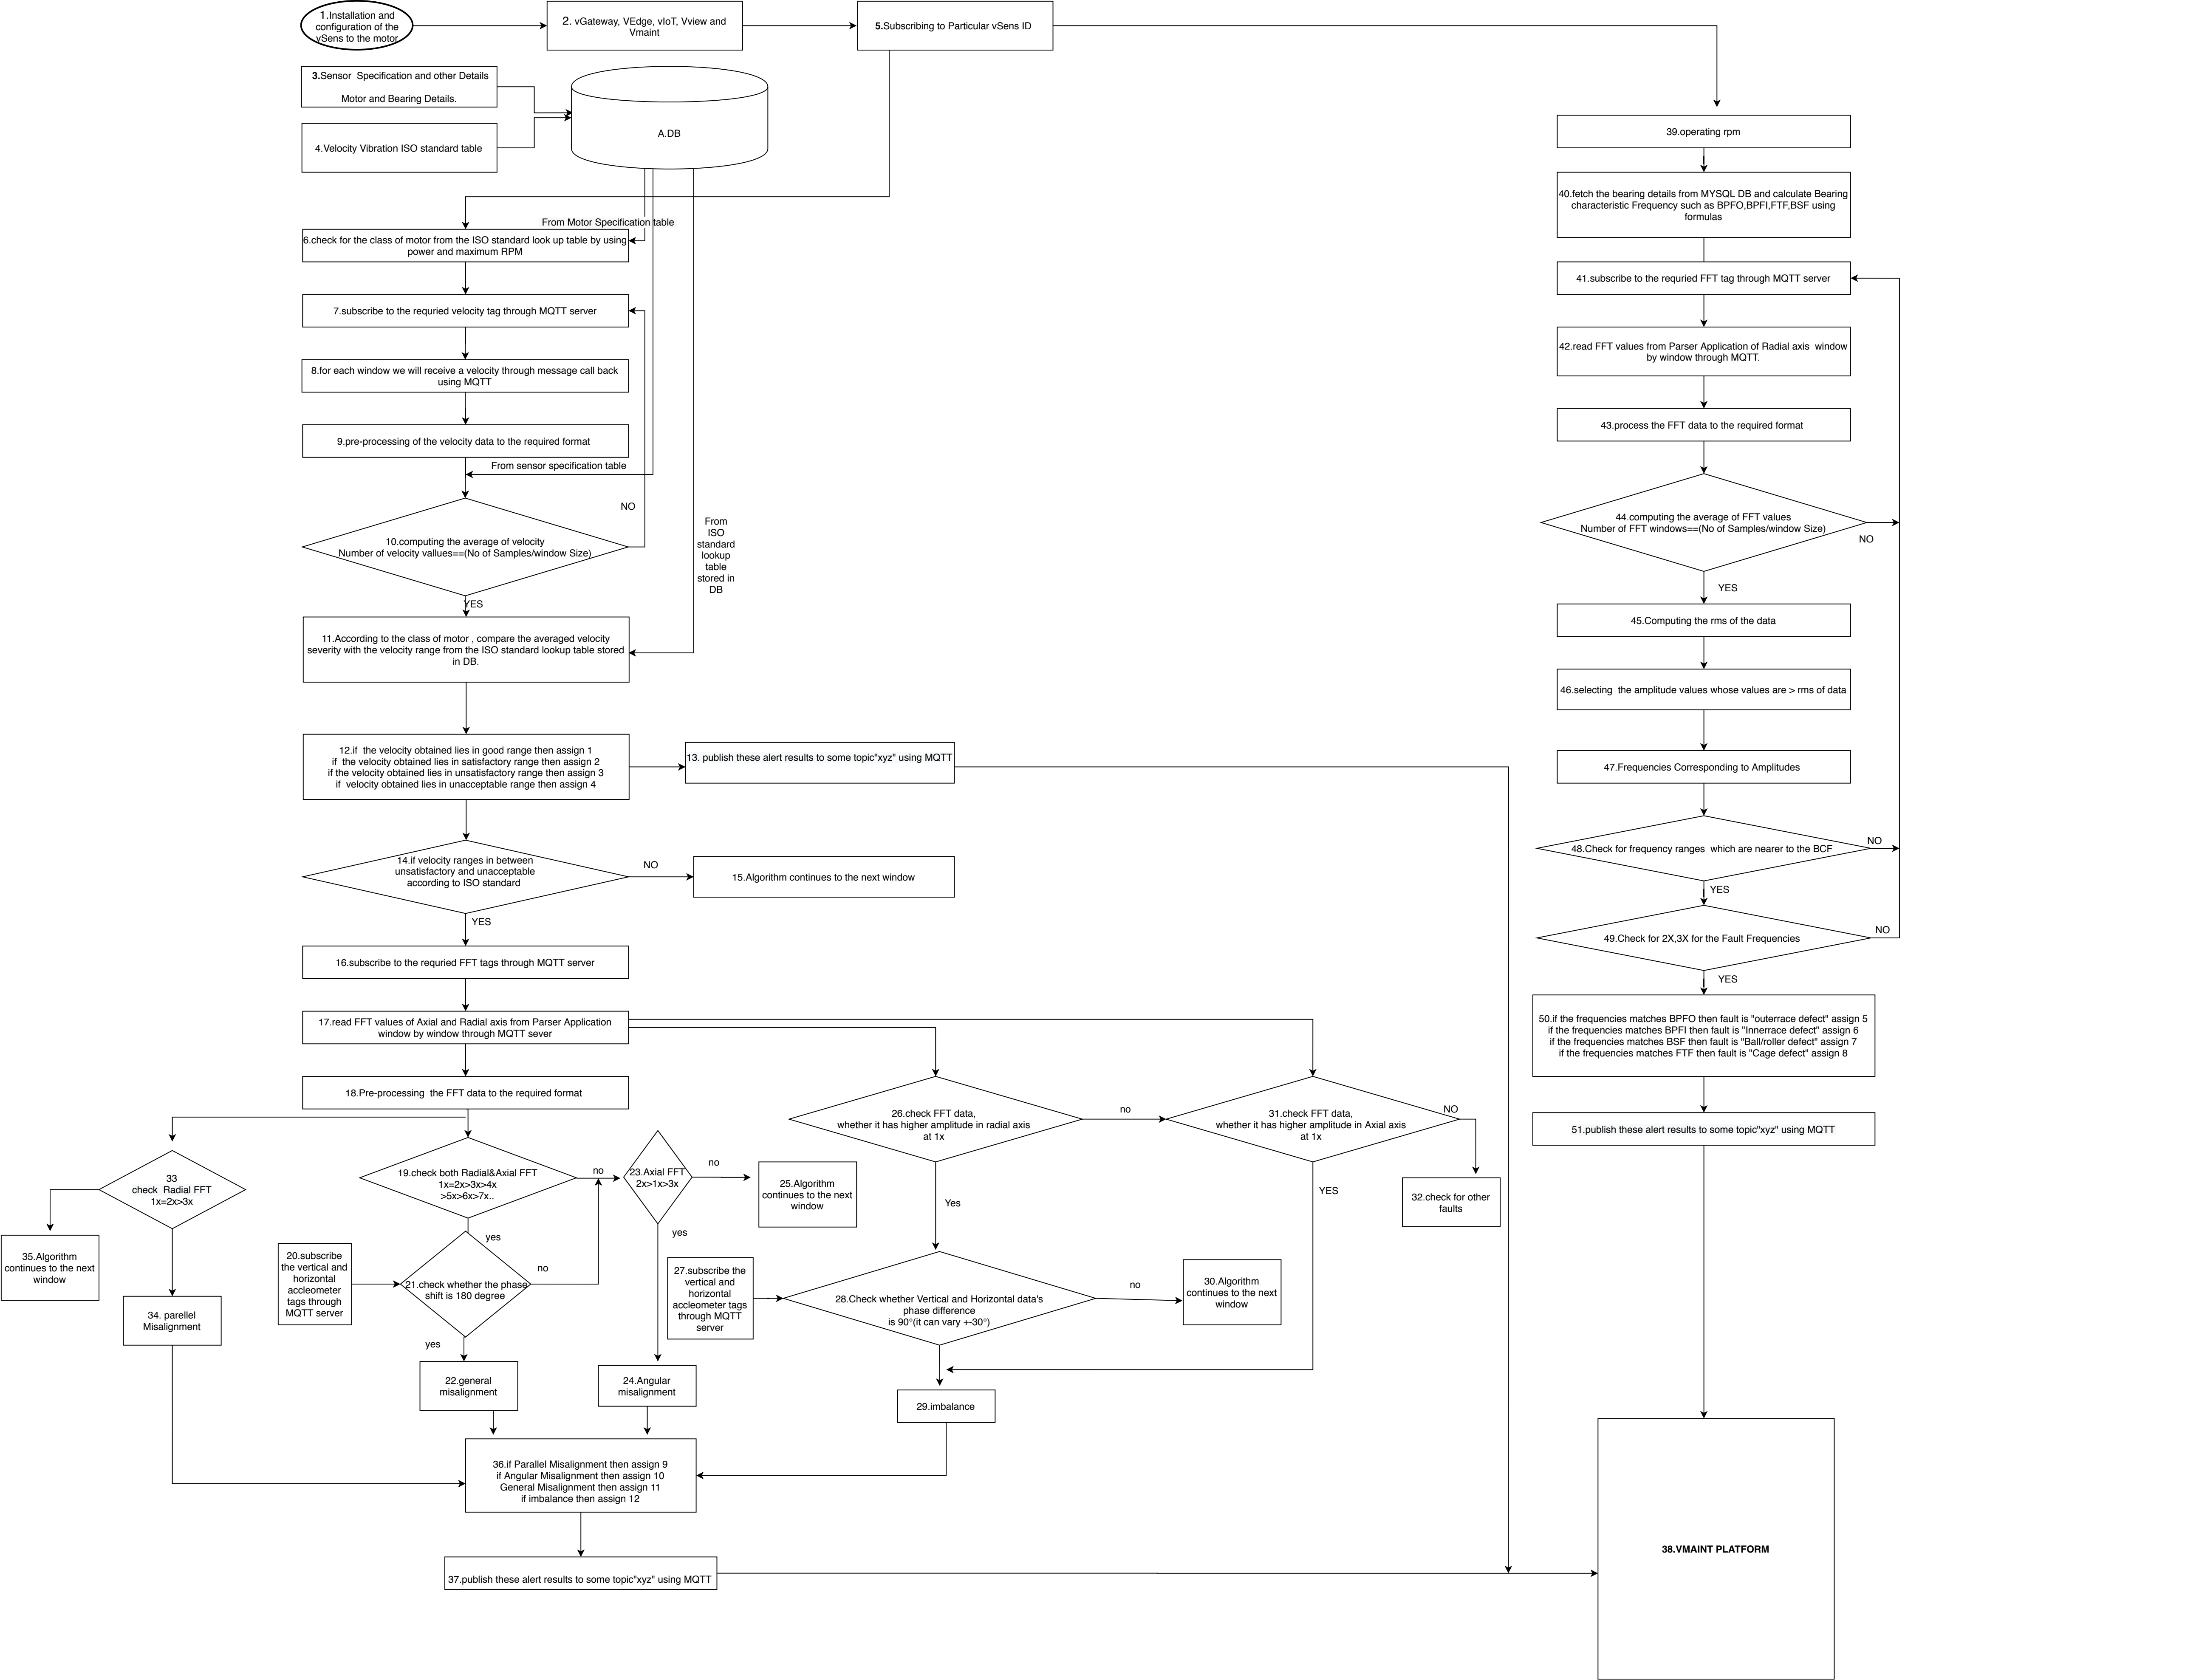 1.Installation and
configuration of the
vSens to the motor
2. vGateway, VEdge, vIoT, Vview and
Vmaint
5.Subscribing to Particular vSens ID
3.Sensor Specification and other Details
Motor and Bearing Details.
4.Velocity Vibration ISO standard table
A.DB
From Motor Specification table
6.check for the class of motor from the ISO standard look up table by using
power and maximum RPM
7.subscribe to the requried velocity tag through MQTT server
8.for each window we will receive a velocity through message call back
using MQTT
9.pre-processing of the velocity data to the required format
From sensor specification table
NO
10.computing the average of velocity
Number of velocity vallues==(No of Samples/window Size)
YES
From
ISO
standard
lookup
table
stored in
DB
11.According to the class of motor , compare the averaged velocity
severity with the velocity range from the ISO standard lookup table stored
in DB.
12.if the velocity obtained lies in good range then assign 1
if the velocity obtained lies in satisfactory range then assign 2
if the velocity obtained lies in unsatisfactory range then assign 3
if velocity obtained lies in unacceptable range then assign 4
13. publish these alert results to some topic"xyz" using MQTT
14.if velocity ranges in between
unsatisfactory and unacceptable
according to ISO standard
NO
15.Algorithm continues to the next window
YES
16.subscribe to the requried FFT tags through MQTT server
17.read FFT values of Axial and Radial axis from Parser Application
window by window through MQTT sever
18.Pre-processing the FFT data to the required format
33
check Radial FFT
1x=2x>3x
35.Algorithm
continues to the next
window
34. parellel
Misalignment
19.check both Radial&Axial FFT
1x=2x>3x>4x
>5x>6x>7x..
no
yes
20.subscribe
the vertical and
horizontal
accleometer
tags through
MQTT server
21.check whether the phase
shift is 180 degree
no
yes
22.general
misalignment
23.Axial FFT
2x>1x>3x
no
yes
25.Algorithm
continues to the next
window
24.Angular
misalignment
26.check FFT data,
whether it has higher amplitude in radial axis
at 1x
no
Yes
27.subscribe the
vertical and
horizontal
accleometer tags
through MQTT
server
28.Check whether Vertical and Horizontal data's
phase difference
is 90°(it can vary +-30°)
no
30.Algorithm
continues to the next
window
29.imbalance
31.check FFT data,
whether it has higher amplitude in Axial axis
at 1x
NO
YES
32.check for other
faults
36.if Parallel Misalignment then assign 9
if Angular Misalignment then assign 10
General Misalignment then assign 11
if imbalance then assign 12
37.publish these alert results to some topic"xyz" using MQTT
39.operating rpm
40.fetch the bearing details from MYSQL DB and calculate Bearing
characteristic Frequency such as BPFO,BPFI,FTF,BSF using
formulas
41.subscribe to the requried FFT tag through MQTT server
42.read FFT values from Parser Application of Radial axis window
by window through MQTT.
43.process the FFT data to the required format
44.computing the average of FFT values
Number of FFT windows==(No of Samples/window Size)
NO
YES
45.Computing the rms of the data
46.selecting the amplitude values whose values are > rms of data
47.Frequencies Corresponding to Amplitudes
48.Check for frequency ranges which are nearer to the BCF
NO
YES
49.Check for 2X,3X for the Fault Frequencies
NO
YES
50.if the frequencies matches BPFO then fault is "outerrace defect" assign 5
if the frequencies matches BPFI then fault is "Innerrace defect" assign 6
if the frequencies matches BSF then fault is "Ball/roller defect" assign 7
if the frequencies matches FTF then fault is "Cage defect" assign 8
51.publish these alert results to some topic"xyz" using MQTT
38.VMAINT PLATFORM